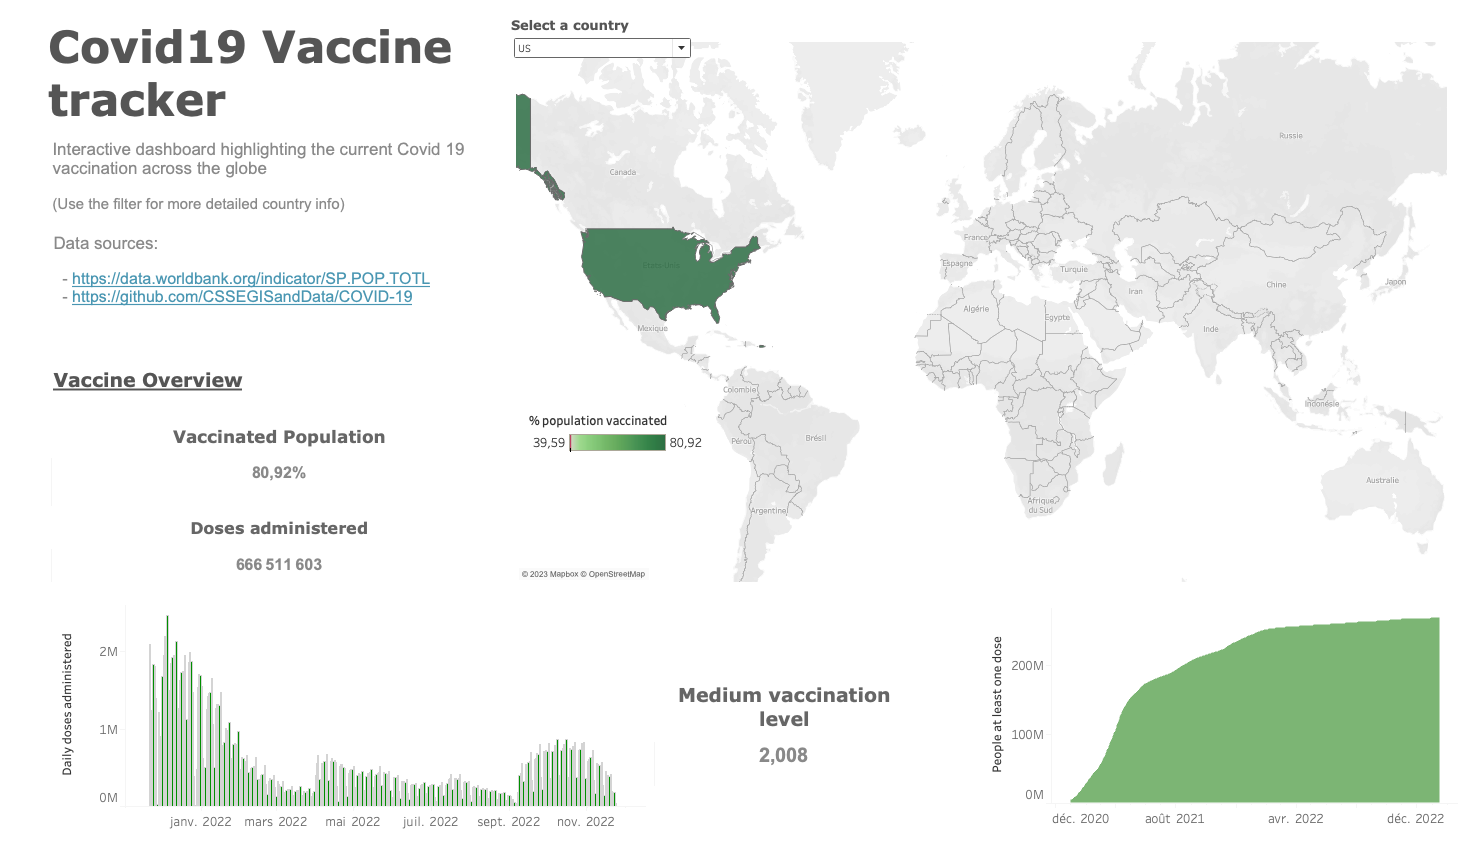 Covid19 Vaccine
tracker
Interactive dashboard highlighting the current Covid 19
vaccination across the globe
(Use the filter for more detailed country info)
Data sources:
- https://data.worldbank.org/indicator/SP.POP.TOTL
- https://github.com/CSSEGISandData/COVID-19
Vaccine Overview
Vaccinated Population
80,92%
Doses administered
666 511 603
Select a country
US
Russie
Canada
États-Unis
France
Espagne
Turquie
Chine
Japon
Iran
Algérie
Égypte
Inde
Mexique
Colombie
Indonésie
Pérou
Brésil
Australie
Afrique
du Sud
Argentine
% population vaccinated
39,59
80,92
© 2023 Mapbox © OpenStreetMap
Daily doses administered
2M
1M
0M
janv. 2022
mars 2022
mai 2022
juil. 2022
sept. 2022
nov. 2022
Medium vaccination
level
2,008
People at least one dose
200M
100M
0M
déc. 2020
août 2021
avr. 2022
déc. 2022